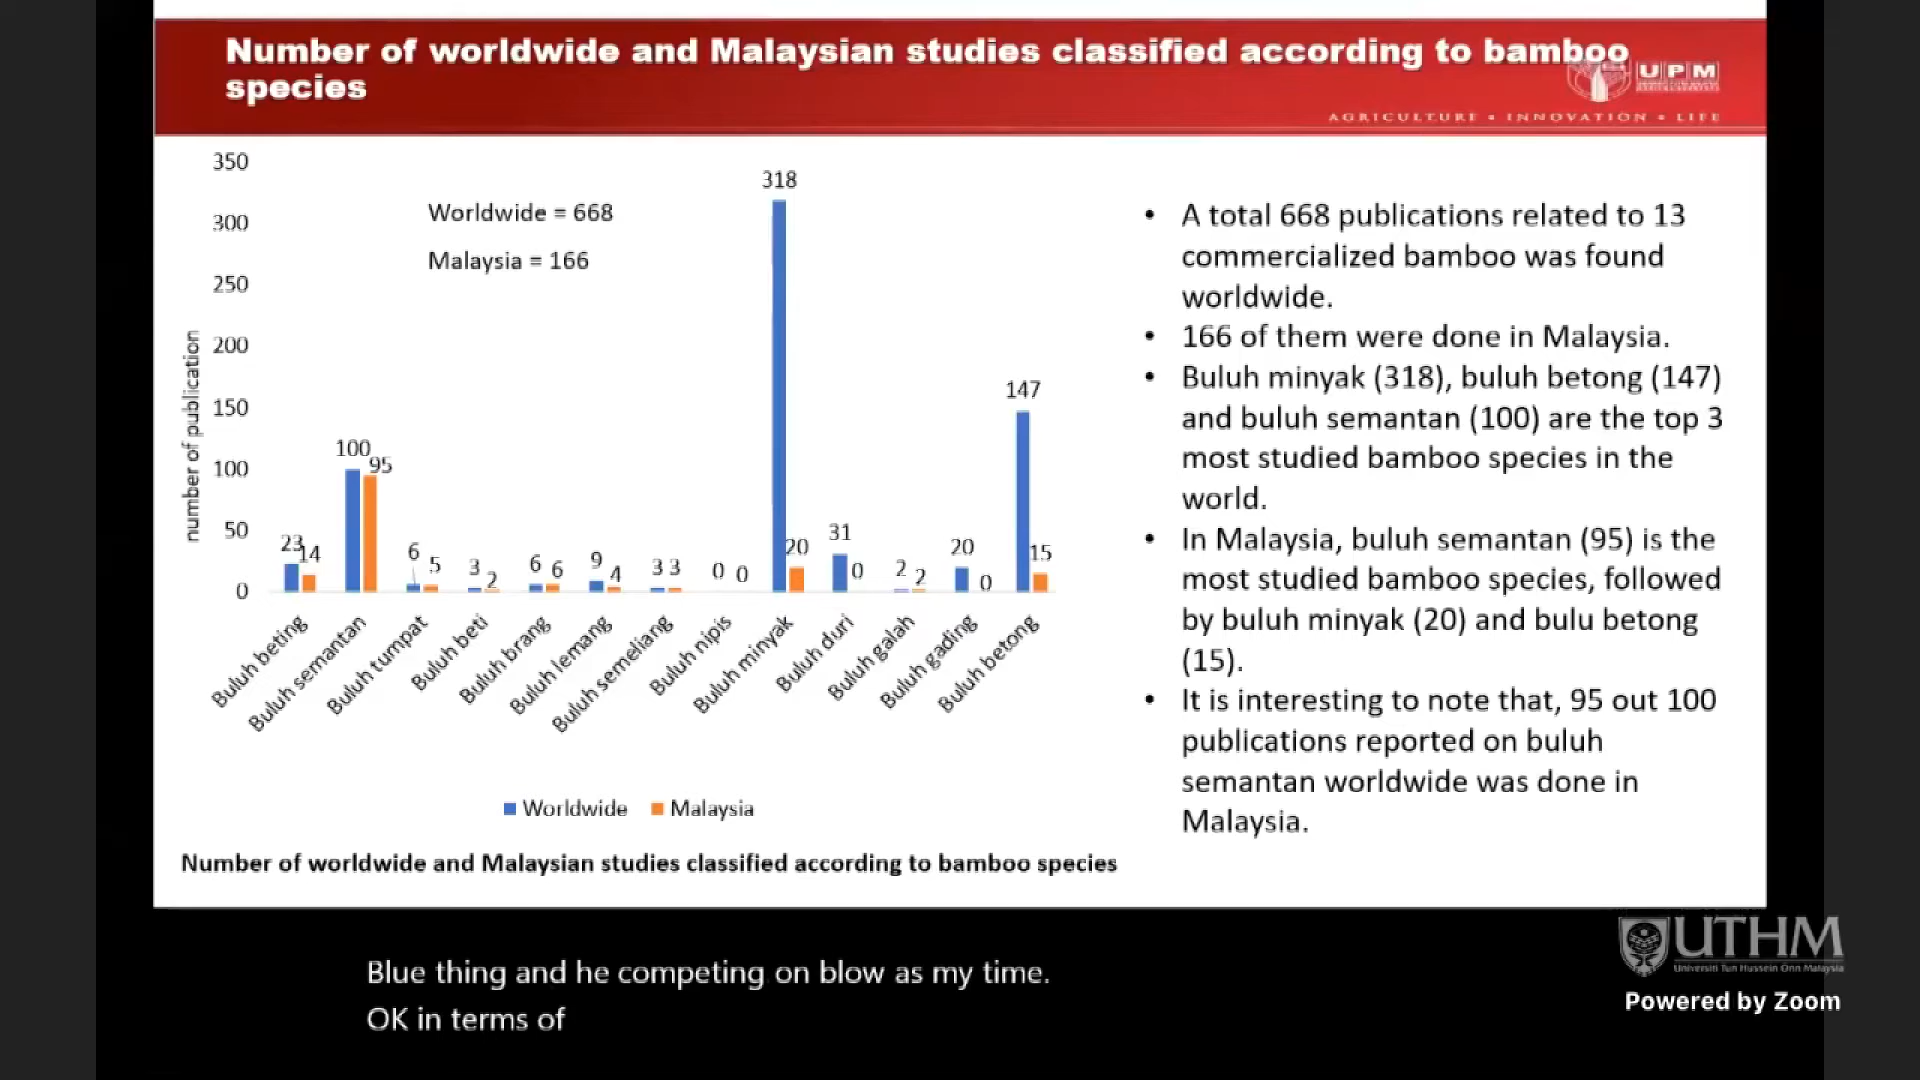 Number of worldwide and Malaysian studies classified according to bamboo
species
UPM
AGRICULTURE • INNOVATION • LIFE
350
300
250
200
150
100
50
0
number of publication
Worldwide = 668
Malaysia = 166
23
14
100
95
6
5
3
2
6
6
9
4
3
3
0
0
318
20
31
0
2
2
20
0
147
15
Buluh beting
Buluh semantan
Buluh tumpat
Buluh beti
Buluh brang
Buluh lemang
Buluh semeliang
Buluh nipis
Buluh minyak
Buluh duri
Buluh galah
Buluh gading
Buluh betong
Worldwide
Malaysia
Number of worldwide and Malaysian studies classified according to bamboo species
• A total 668 publications related to 13
commercialized bamboo was found
worldwide.
• 166 of them were done in Malaysia.
• Buluh minyak (318), buluh betong (147)
and buluh semantan (100) are the top 3
most studied bamboo species in the
world.
• In Malaysia, buluh semantan (95) is the
most studied bamboo species, followed
by buluh minyak (20) and bulu betong
(15).
• It is interesting to note that, 95 out 100
publications reported on buluh
semantan worldwide was done in
Malaysia.
UTHM
Universiti Tun Hussein Onn Malaysia
Powered by Zoom
Blue thing and he competing on blow as my time.
OK in terms of